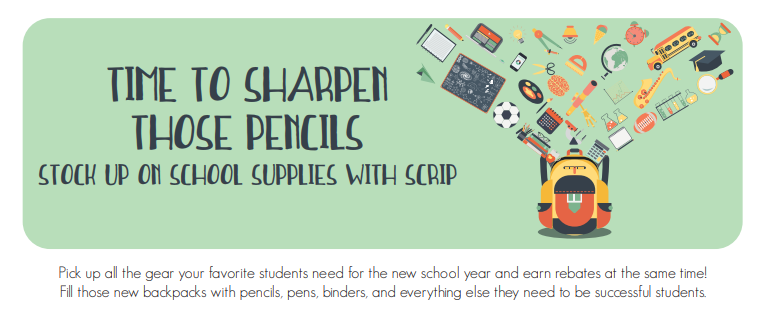 TIME TO SHARPEN
THOSE PENCILS
STOCK UP ON SCHOOL SUPPLIES WITH SCRIP
Pick up all the gear your favorite students need for the new school year and earn rebates at the same time!
Fill those new backpacks with pencils, pens, binders, and everything else they need to be successful students.